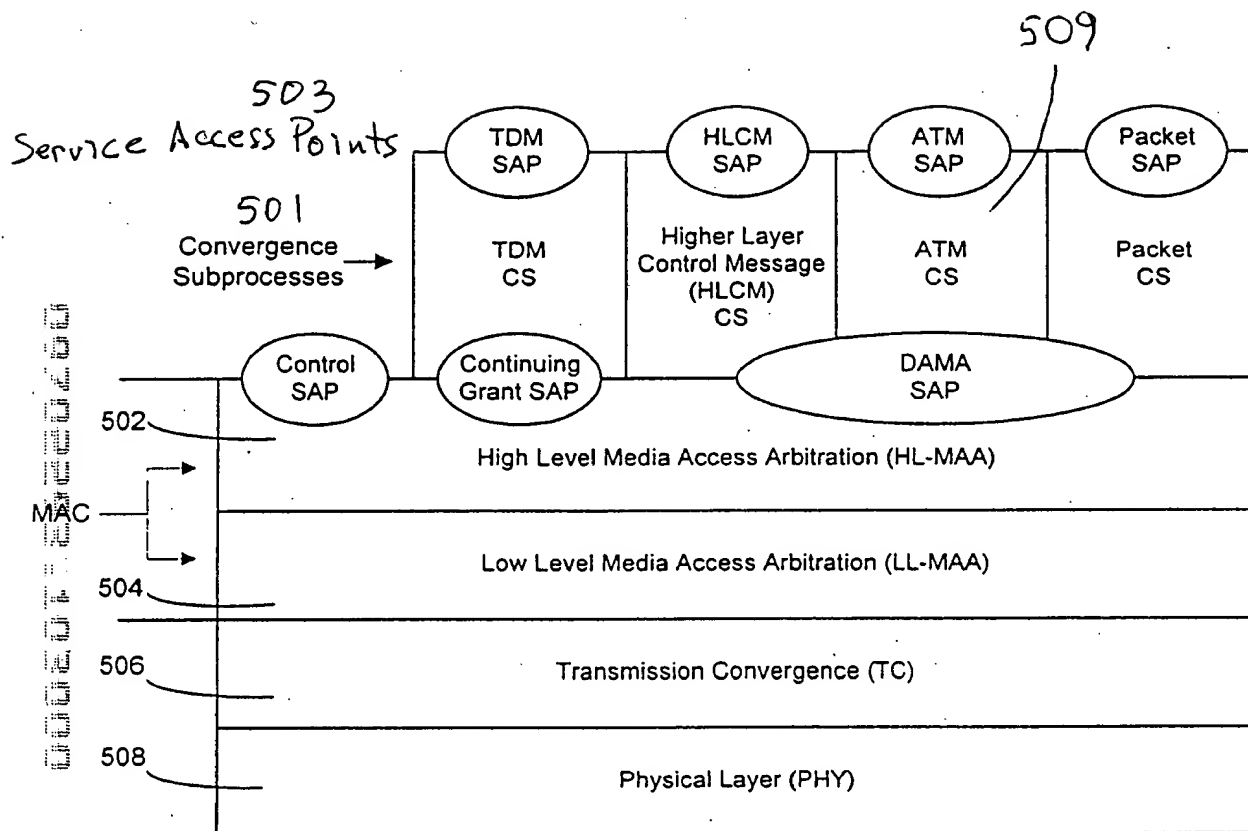 509
503
Service Access Points
TDM
SAP
HLCM
SAP
ATM
SAP
Packet
SAP
501
Convergence
Subprocesses
TDM
CS
Higher Layer
Control Message
(HLCM)
CS
ATM
CS
Packet
CS
Control
SAP
Continuing
Grant SAP
DAMA
SAP
502
High Level Media Access Arbitration (HL-MAA)
MAC
Low Level Media Access Arbitration (LL-MAA)
504
506
Transmission Convergence (TC)
508
Physical Layer (PHY)